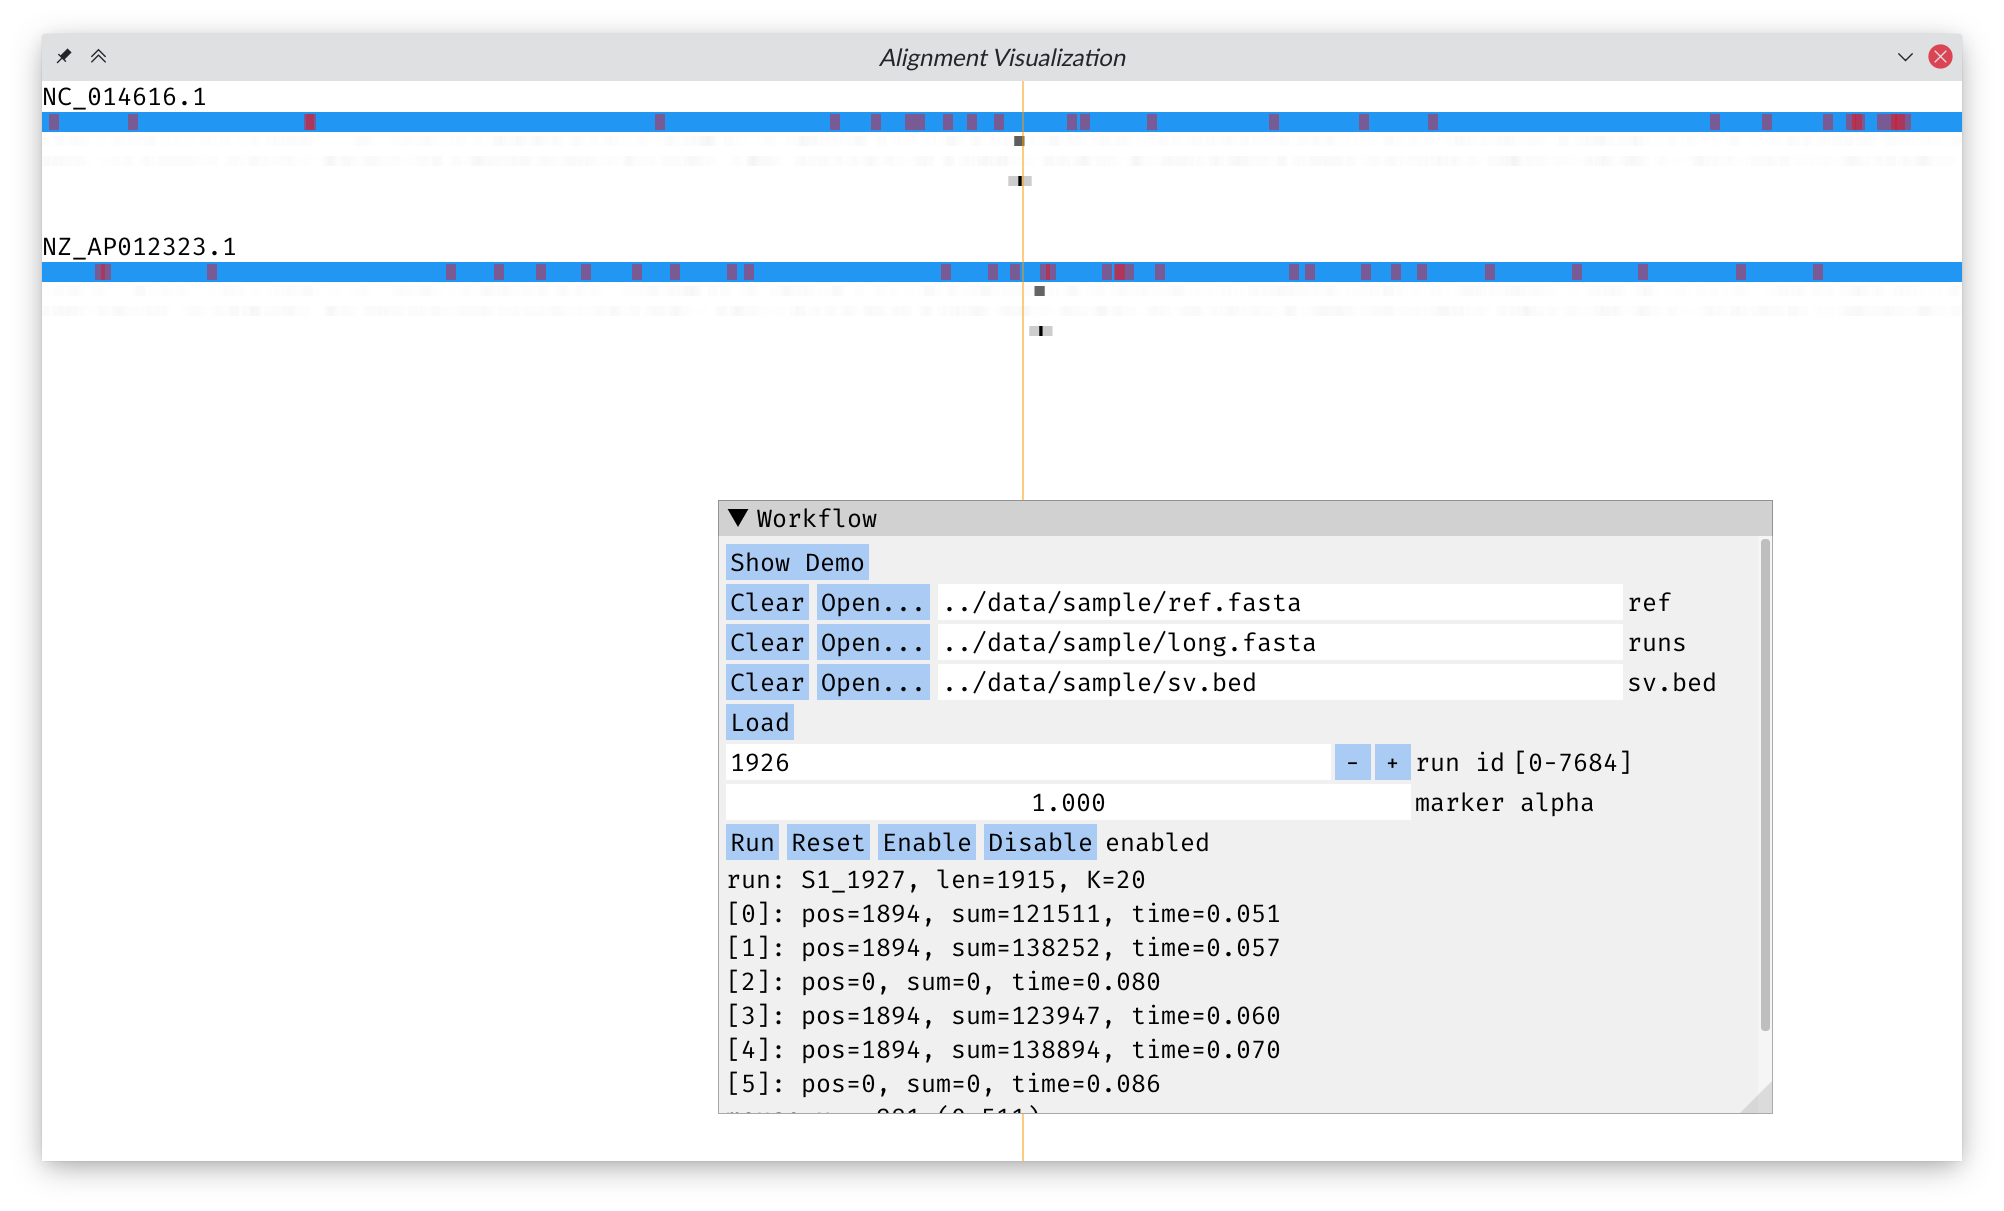 Alignment Visualization
NC_014616.1
NZ_AP012323.1
Workflow
Show Demo
Clear Open... ../data/sample/ref.fasta ref
Clear Open... ../data/sample/long.fasta runs
Clear Open... ../data/sample/sv.bed sv.bed
Load
1926 - + run id [0-7684]
1.000 marker alpha
Run Reset Enable Disable enabled
run: S1_1927, len=1915, K=20
[0]: pos=1894, sum=121511, time=0.051
[1]: pos=1894, sum=138252, time=0.057
[2]: pos=0, sum=0, time=0.080
[3]: pos=1894, sum=123947, time=0.060
[4]: pos=1894, sum=138894, time=0.070
[5]: pos=0, sum=0, time=0.086